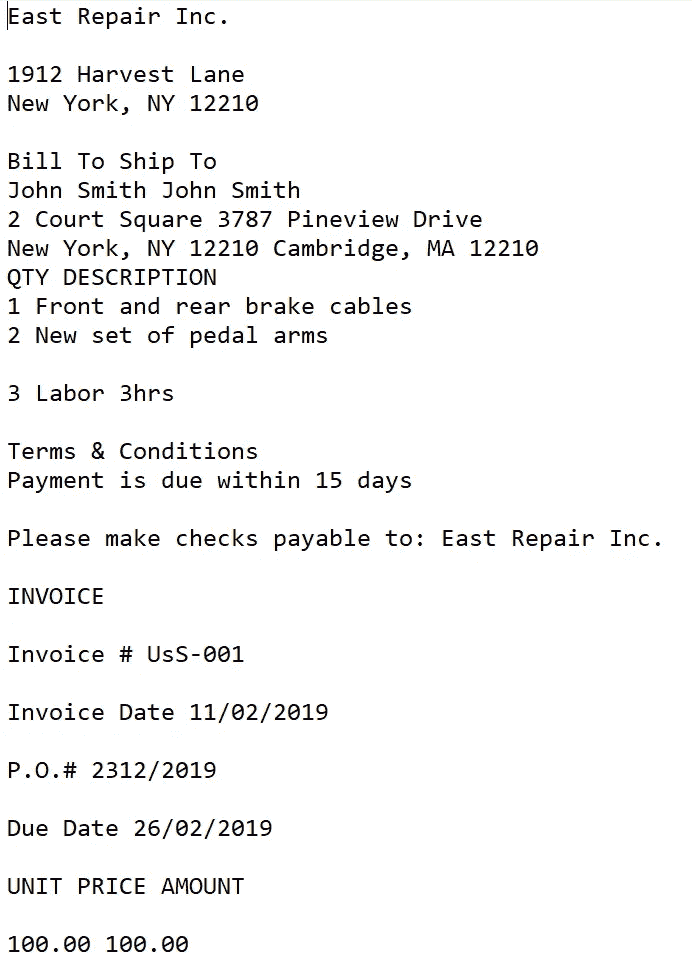 East Repair Inc.
1912 Harvest Lane
New York, NY 12210
Bill To Ship To
John Smith John Smith
2 Court Square 3787 Pineview Drive
New York, NY 12210 Cambridge, MA 12210
QTY DESCRIPTION
1 Front and rear brake cables
2 New set of pedal arms
3 Labor 3hrs
Terms & Conditions
Payment is due within 15 days
Please make checks payable to: East Repair Inc.
INVOICE
Invoice # UsS-001
Invoice Date 11/02/2019
P.O.# 2312/2019
Due Date 26/02/2019
UNIT PRICE AMOUNT
100.00 100.00